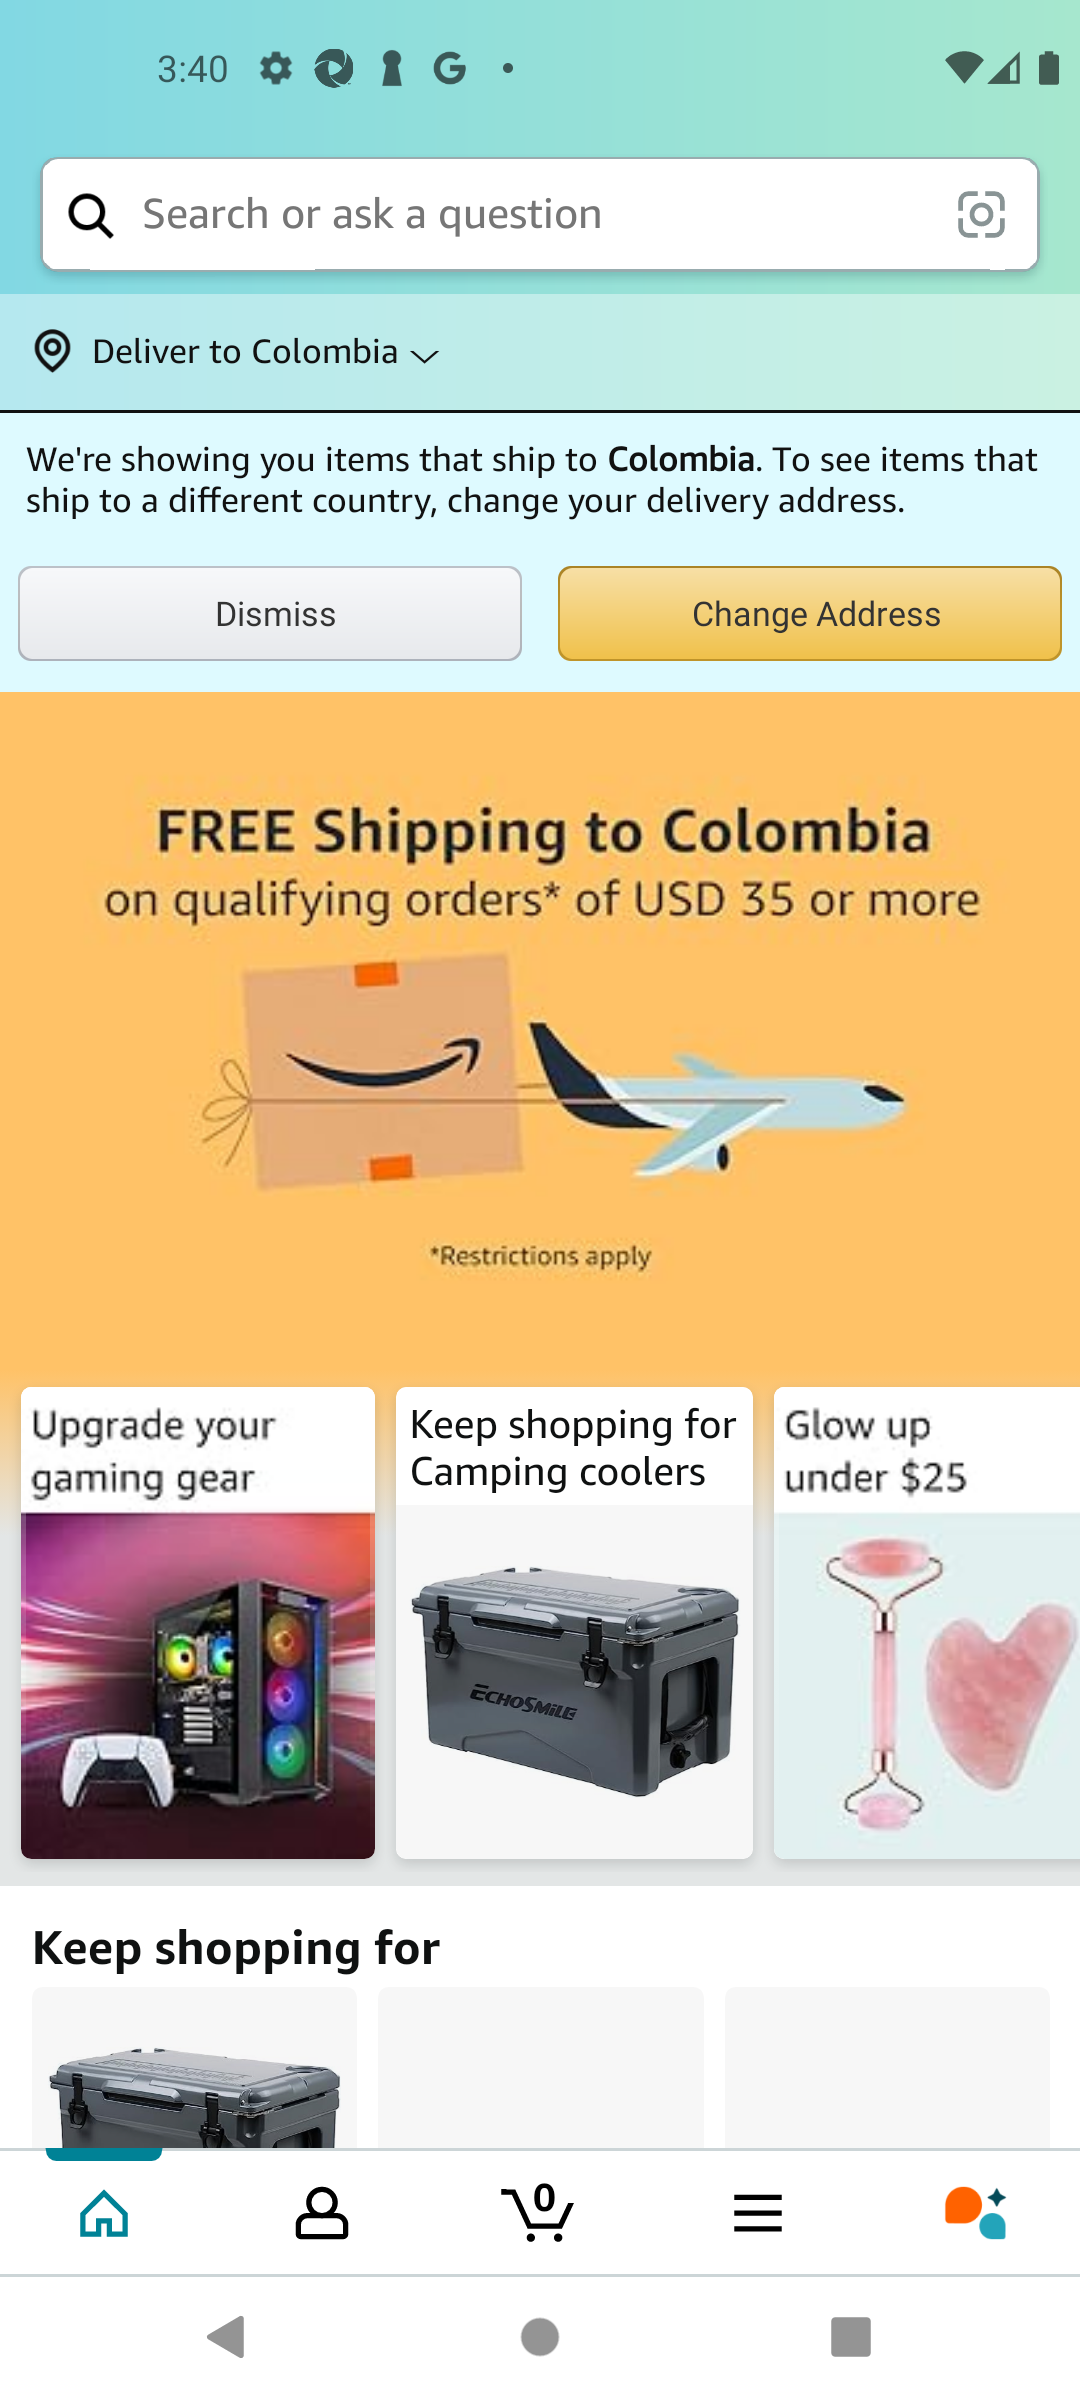 3:40
Search or ask a question
Deliver to Colombia
We're showing you items that ship to Colombia. To see items that
ship to a different country, change your delivery address.
Dismiss
Change Address
FREE Shipping to Colombia
on qualifying orders* of USD 35 or more
*Restrictions apply
Upgrade your
gaming gear
Keep shopping for
Camping coolers
ECHOSMILE
Glow up
under $25
Keep shopping for
0